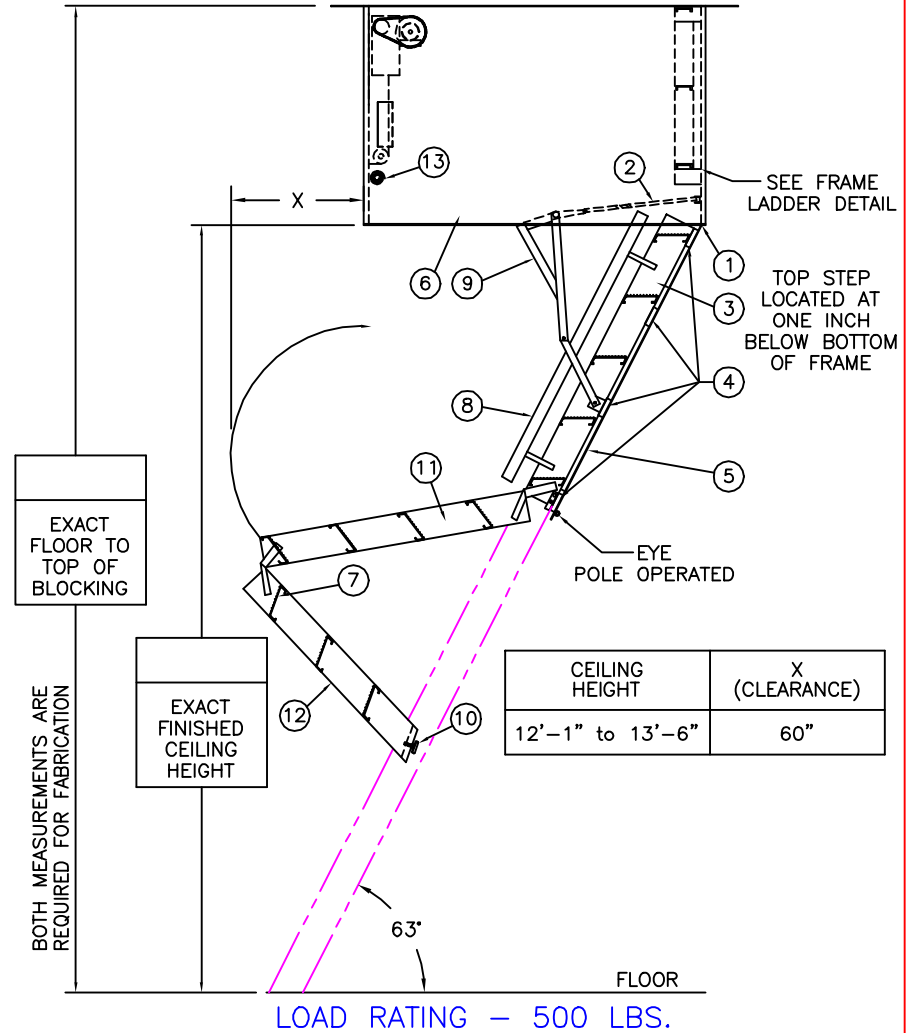 13
X
2
SEE FRAME
LADDER DETAIL
6
9
1
3
TOP STEP
LOCATED AT
ONE INCH
BELOW BOTTOM
OF FRAME
4
8
5
11
EXACT
FLOOR TO
TOP OF
BLOCKING
EYE
POLE OPERATED
7
BOTH MEASUREMENTS ARE
REQUIRED FOR FABRICATION
EXACT
FINISHED
CEILING
HEIGHT
12
10
CEILING
HEIGHT
X
(CLEARANCE)
12'-1" to 13'-6"
60"
63°
FLOOR
LOAD RATING - 500 LBS.